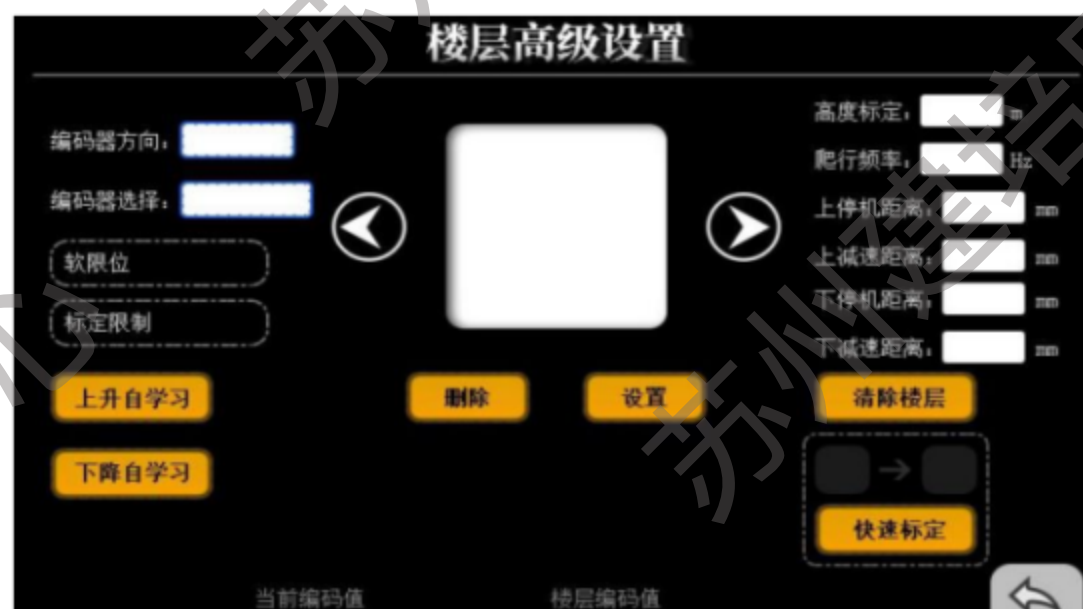 楼层高级设置
编码器方向:
编码器选择:
软限位
标定限制
上升自学习
下降自学习
删除
设置
高度标定: m
爬行频率: Hz
上停机距离: mm
上减速距离: mm
下停机距离: mm
下减速距离: mm
清除楼层
快速标定
当前编码值
楼层编码值
苏州建培